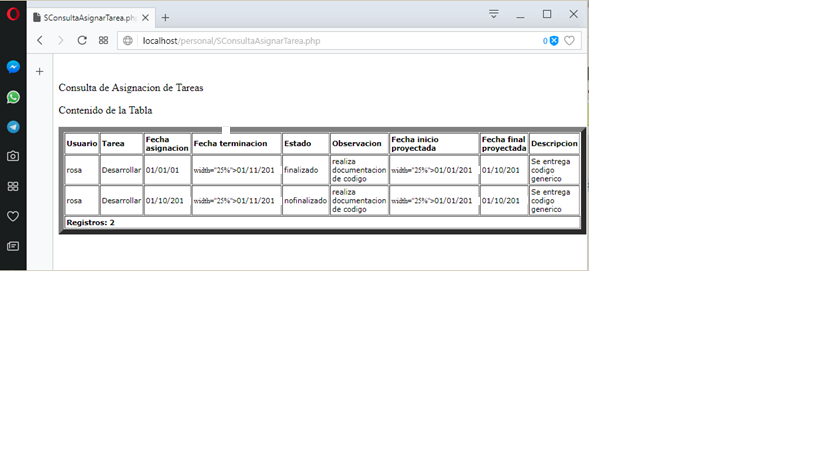 SConsultaAsignarTarea.ph
localhost/personal/SConsultaAsignarTarea.php
0
Consulta de Asignacion de Tareas
Contenido de la Tabla
Usuario Tarea Fecha asignacion Fecha terminacion Estado Observacion Fecha inicio proyectada Fecha final proyectada Descripcion
rosa Desarrollar 01/01/01 width="25%">01/11/201 finalizado realiza documentacion de codigo width="25%">01/01/201 01/10/201 Se entrega codigo generico
rosa Desarrollar 01/10/201 width="25%">01/11/201 nofinalizado realiza documentacion de codigo width="25%">01/01/201 01/10/201 Se entrega codigo generico
Registros: 2